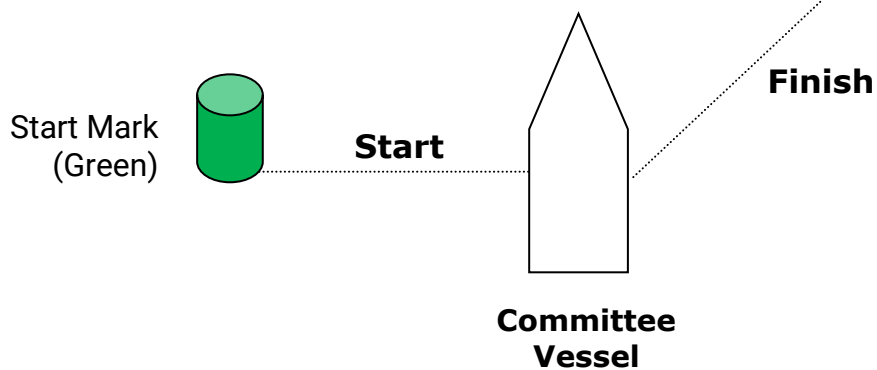 Start Mark
(Green)
Start
Finish
Committee
Vessel